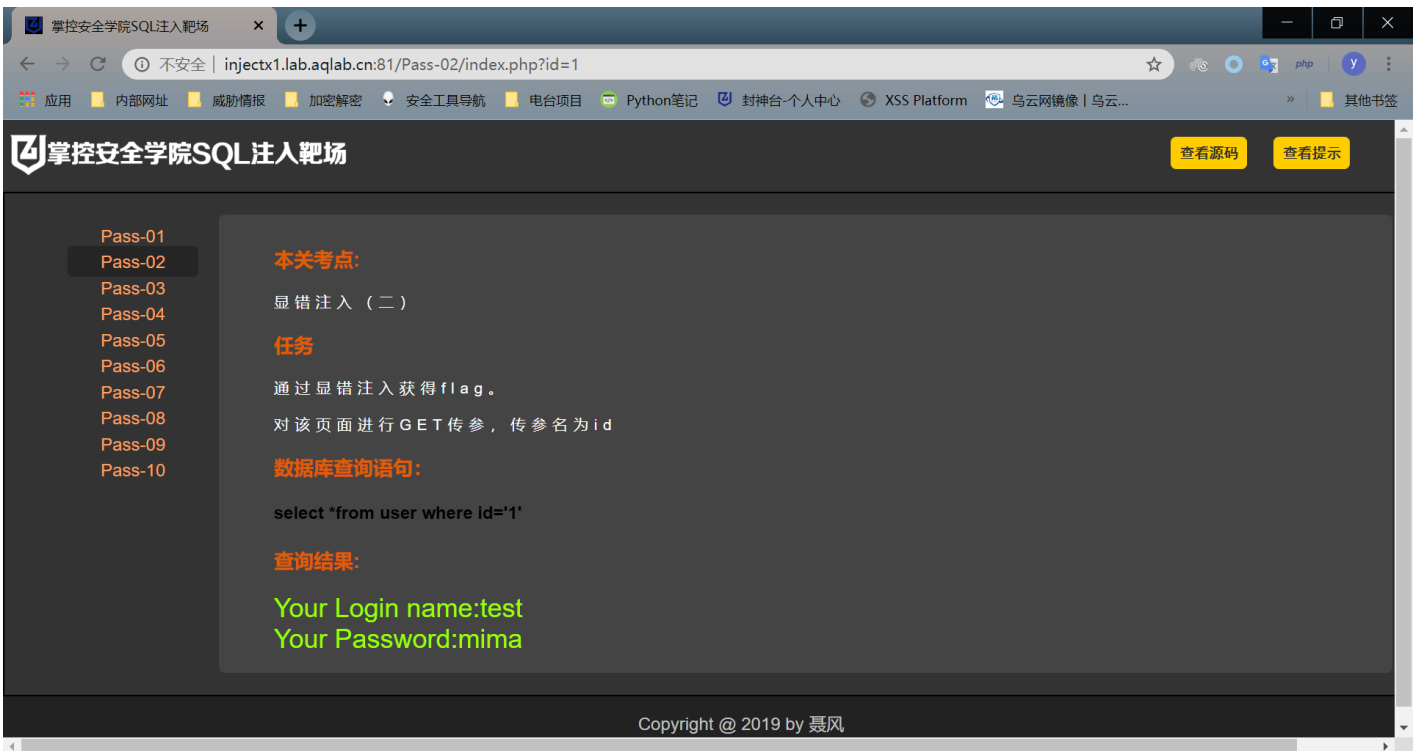 掌控安全学院SQL注入靶场
不安全 | injectx1.lab.aqlab.cn:81/Pass-02/index.php?id=1
php
y
应用 内部网址 威胁情报 加密解密 安全工具导航 电台项目 Python笔记 封神台-个人中心 XSS Platform 乌云网镜像 | 乌云... » 其他书签
掌控安全学院SQL注入靶场 查看源码 查看提示
Pass-01
Pass-02
Pass-03
Pass-04
Pass-05
Pass-06
Pass-07
Pass-08
Pass-09
Pass-10
本关考点:
显错注入（二）
任务
通过显错注入获得flag。
对该页面进行GET传参，传参名为id
数据库查询语句:
select *from user where id='1'
查询结果:
Your Login name:test
Your Password:mima
Copyright @ 2019 by 聂风